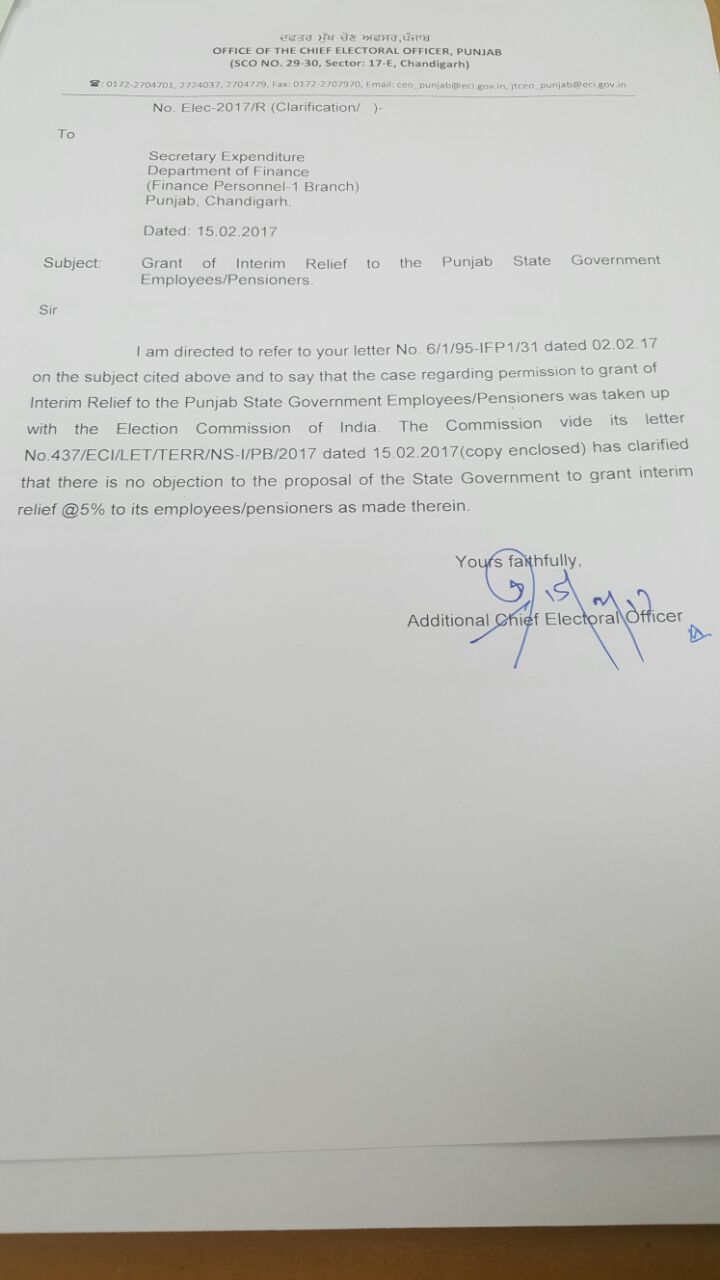 ਦਫਤਰ ਮੁੱਖ ਚੋਣ ਅਫਸਰ,ਪੰਜਾਬ
OFFICE OF THE CHIEF ELECTORAL OFFICER, PUNJAB
(SCO NO. 29-30, Sector: 17-E, Chandigarh)
☎: 0172-2704701, 2724037, 2704779, Fax: 0172-2707970, Email: ceo_punjab@eci.gov.in, jtceo_punjab@eci.gov.in
No. Elec-2017/R (Clarification/ )-
To
Secretary Expenditure
Department of Finance
(Finance Personnel-1 Branch)
Punjab, Chandigarh.
Dated: 15.02.2017
Subject: Grant of Interim Relief to the Punjab State Government
Employees/Pensioners.
Sir
I am directed to refer to your letter No. 6/1/95-IFP1/31 dated 02.02.17
on the subject cited above and to say that the case regarding permission to grant of
Interim Relief to the Punjab State Government Employees/Pensioners was taken up
with the Election Commission of India. The Commission vide its letter
No.437/ECI/LET/TERR/NS-I/PB/2017 dated 15.02.2017(copy enclosed) has clarified
that there is no objection to the proposal of the State Government to grant interim
relief @5% to its employees/pensioners as made therein.
Yours faithfully,
15/2/17
Additional Chief Electoral Officer